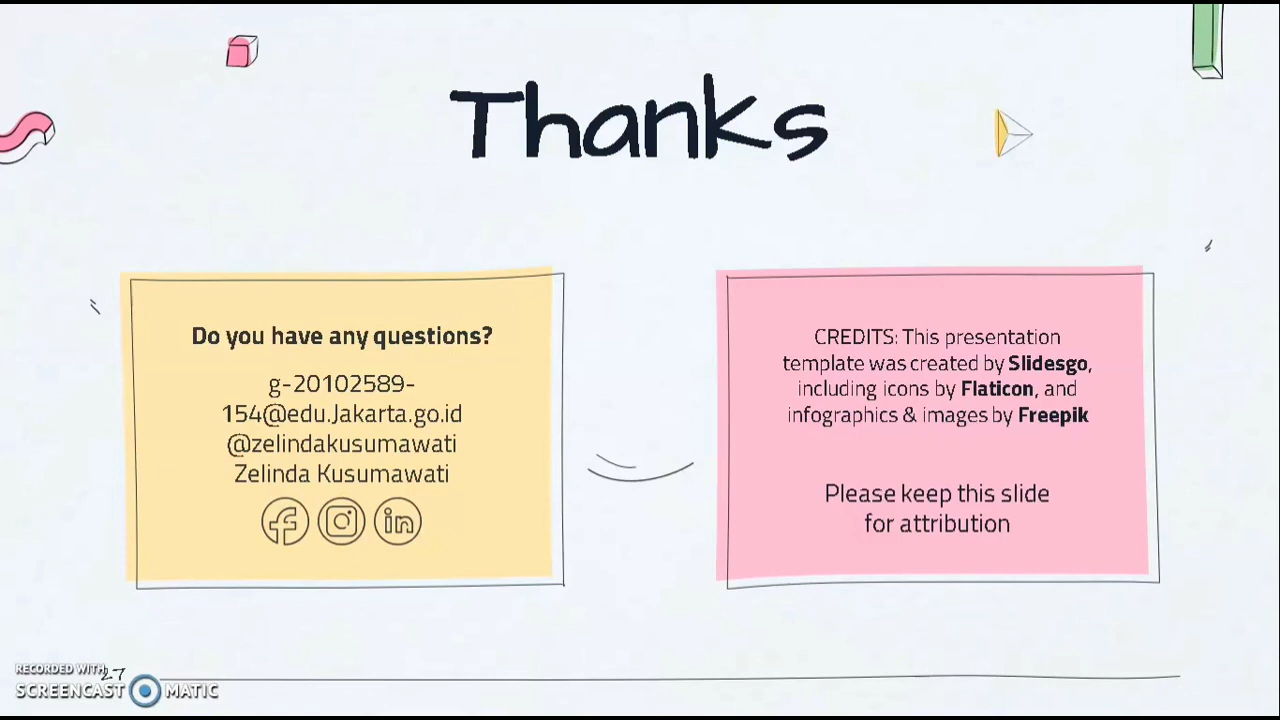 Thanks
Do you have any questions?
g-20102589-
154@edu.Jakarta.go.id
@zelindakusumawati
Zelinda Kusumawati
CREDITS: This presentation
template was created by Slidesgo,
including icons by Flaticon, and
infographics & images by Freepik
Please keep this slide
for attribution
RECORDED WITH
27
SCREENCAST MATIC